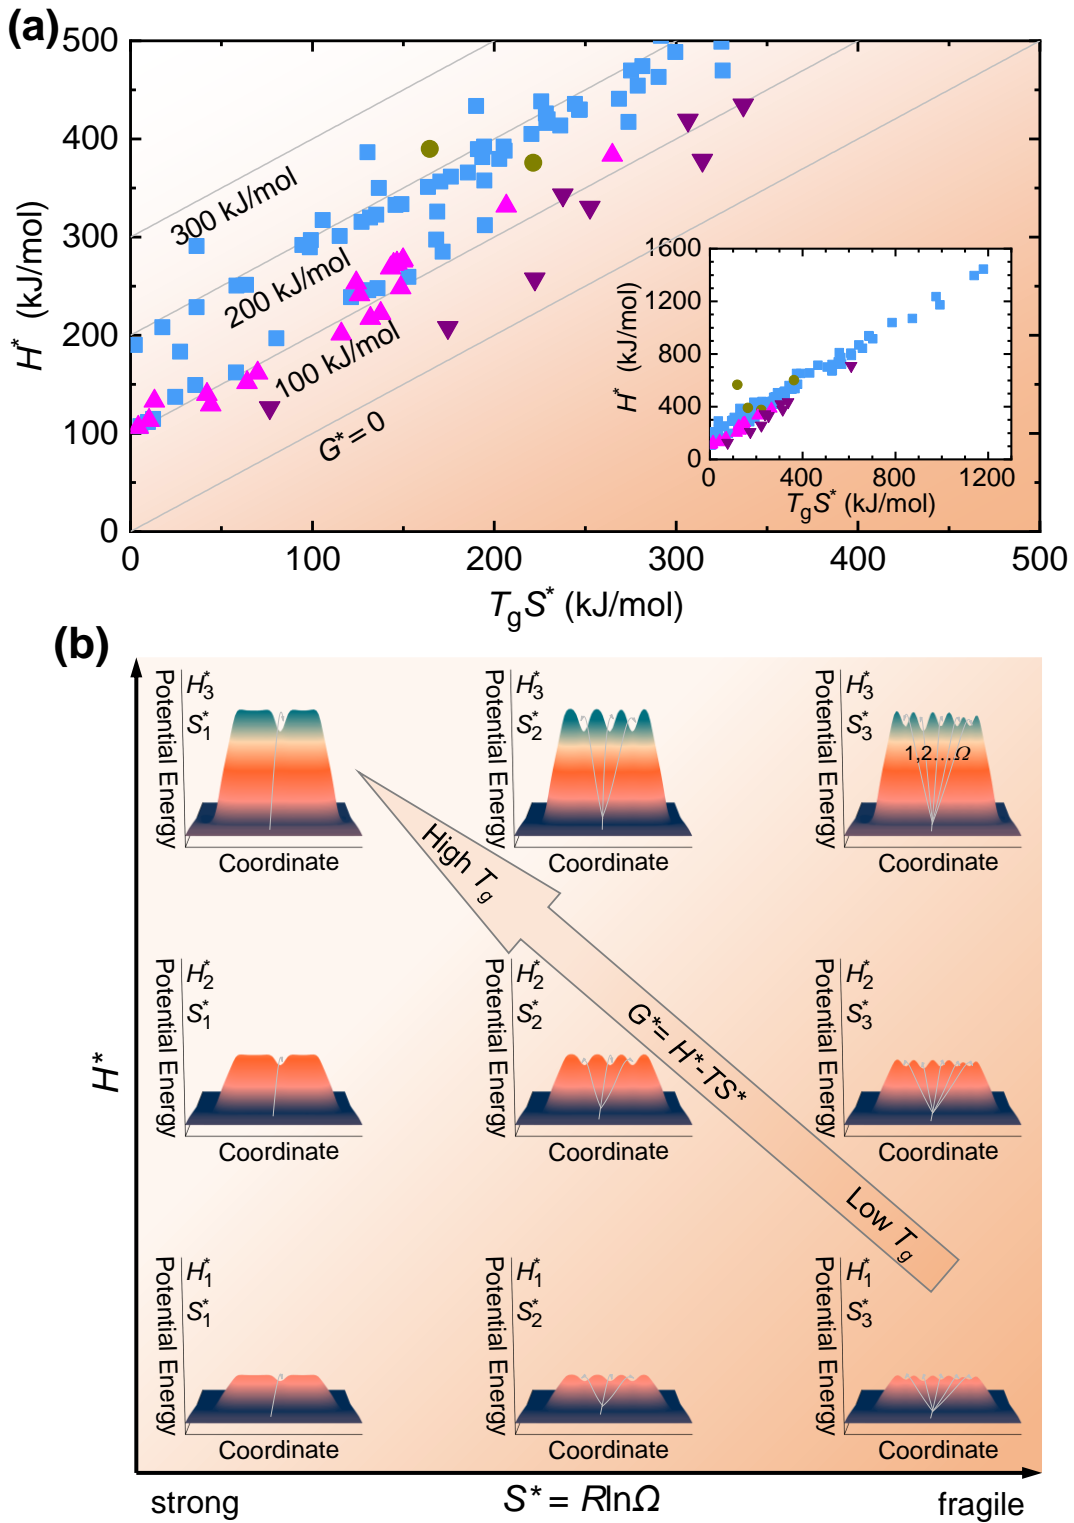 (a)
500
400
300
200
100
0
H* (kJ/mol)
300 kJ/mol
200 kJ/mol
100 kJ/mol
G* = 0
0
100
200
300
400
500
TgS* (kJ/mol)
1600
1200
800
400
0
H* (kJ/mol)
0
400
800
1200
TgS* (kJ/mol)
(b)
H*
Potential Energy
H3*
S1*
Coordinate
Potential Energy
H3*
S2*
Coordinate
Potential Energy
H3*
S3*
1,2...Ω
Coordinate
High Tg
G*= H*-TS*
Low Tg
Potential Energy
H2*
S1*
Coordinate
Potential Energy
H2*
S2*
Coordinate
Potential Energy
H2*
S3*
Coordinate
Potential Energy
H1*
S1*
Coordinate
Potential Energy
H1*
S2*
Coordinate
Potential Energy
H1*
S3*
Coordinate
strong
S* = RlnΩ
fragile